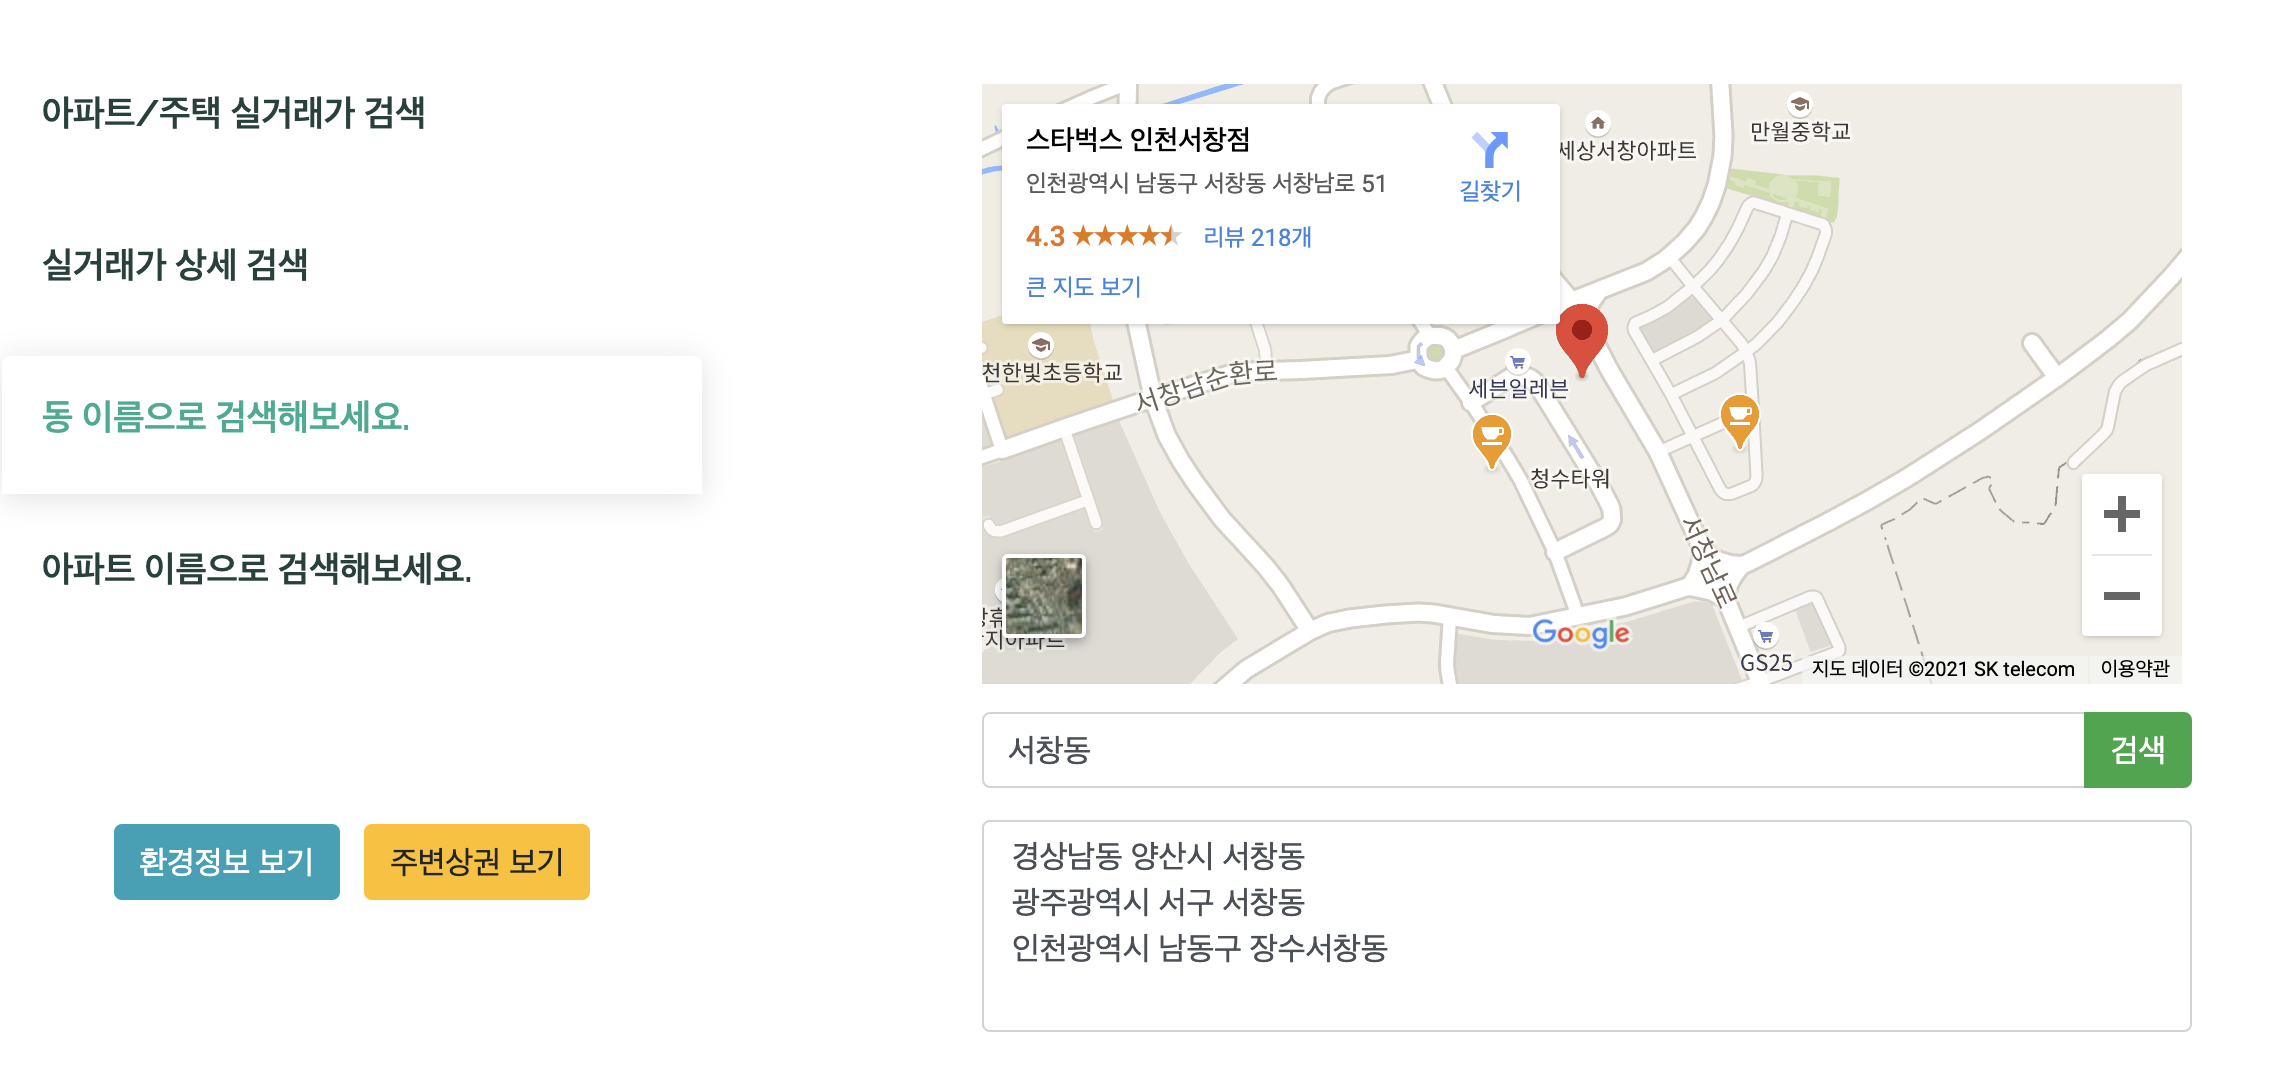 아파트/주택 실거래가 검색
실거래가 상세 검색
동 이름으로 검색해보세요.
아파트 이름으로 검색해보세요.
환경정보 보기
주변상권 보기
스타벅스 인천서창점
인천광역시 남동구 서창동 서창남로 51
길찾기
4.3
리뷰 218개
큰 지도 보기
세상서창아파트
만월중학교
천한빛초등학교
서창남순환로
세븐일레븐
청수타워
서창남로
지아파트
Google
GS25
지도 데이터 ©2021 SK telecom
이용약관
서창동
검색
경상남동 양산시 서창동
광주광역시 서구 서창동
인천광역시 남동구 장수서창동